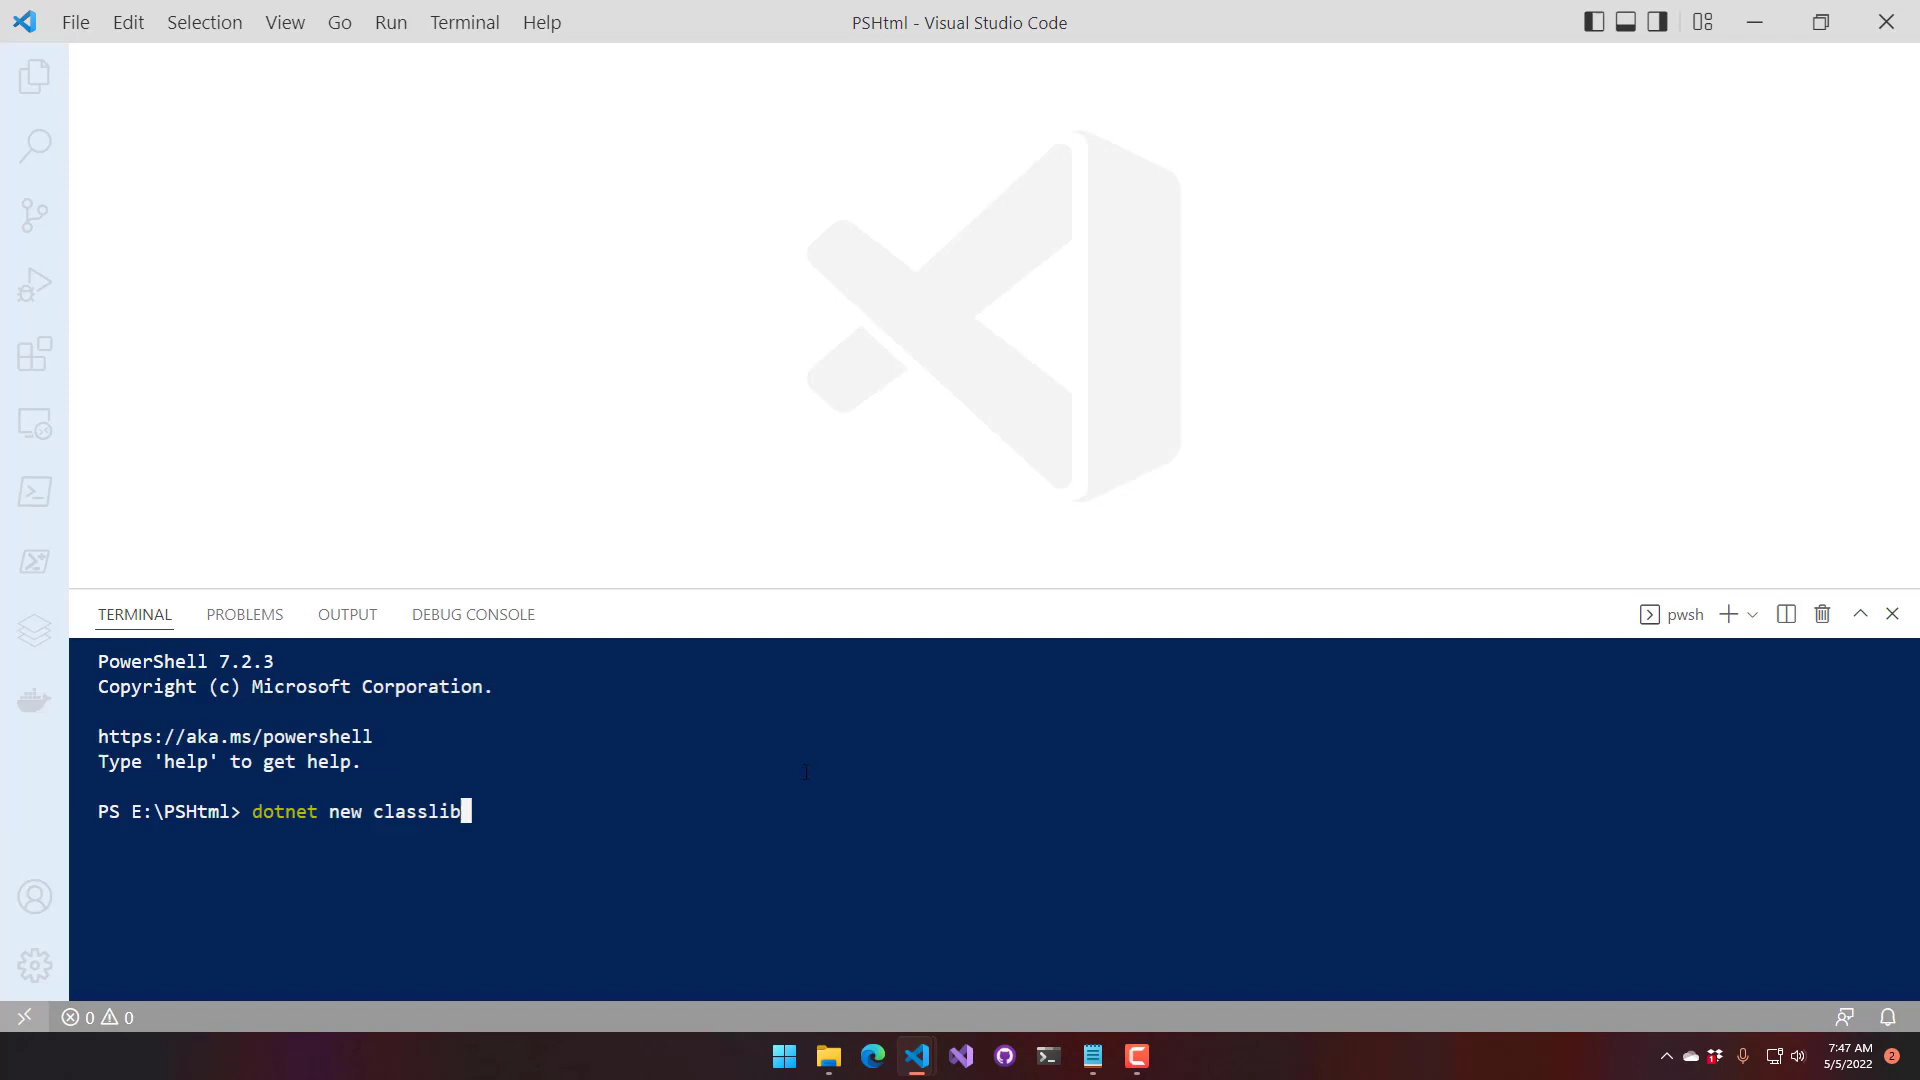 File Edit Selection View Go Run Terminal Help
PSHtml - Visual Studio Code
TERMINAL PROBLEMS OUTPUT DEBUG CONSOLE
pwsh
PowerShell 7.2.3
Copyright (c) Microsoft Corporation.
https://aka.ms/powershell
Type 'help' to get help.
PS E:\PSHtml> dotnet new classlib
0 0
7:47 AM
5/5/2022
2
1